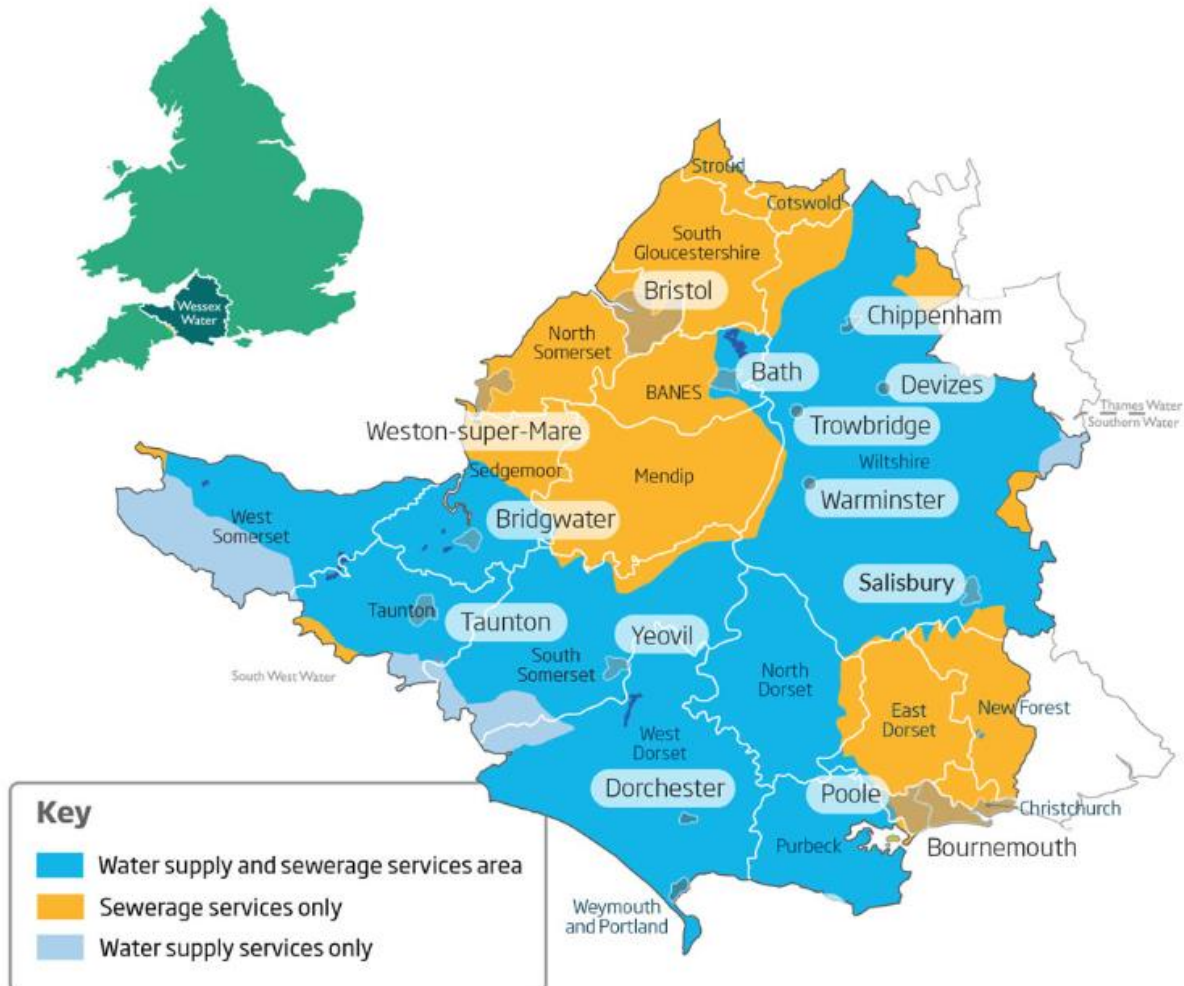 Wessex
Water
Stroud
Cotswold
South
Gloucestershire
Bristol
Chippenham
North
Somerset
Bath
Devizes
BANES
Thames Water
Southern Water
Trowbridge
Weston-super-Mare
Wiltshire
Sedgemoor
Mendip
Warminster
West
Somerset
Bridgwater
Salisbury
Taunton
Taunton
Yeovil
South
Somerset
South West Water
North
Dorset
East
Dorset
New Forest
West
Dorset
Dorchester
Poole
Christchurch
Purbeck
Bournemouth
Weymouth
and Portland
Key
Water supply and sewerage services area
Sewerage services only
Water supply services only